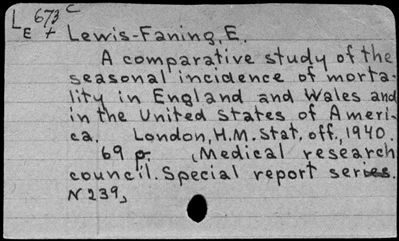 L 673 C
E + Lewis-Faning, E.
A comparative study of the
seasonal incidence of morta-
lity in England and Wales and
in the United States of Ameri-
ca. London, H.M. Stat. off., 1940.
69 p. (Medical research
council. Special report series.
N 239)